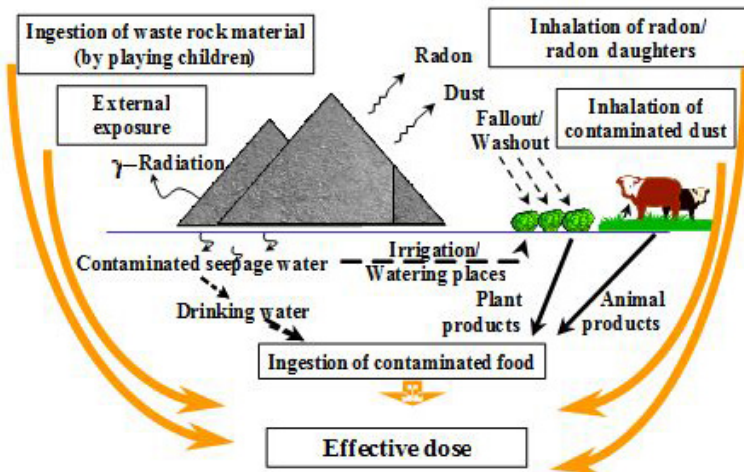 Ingestion of waste rock material
(by playing children)
Inhalation of radon/
radon daughters
Radon
Dust
External
exposure
Fallout/
Washout
Inhalation of
contaminated dust
γ–Radiation
Contaminated seepage water
Irrigation/
Watering places
Drinking water
Plant
products
Animal
products
Ingestion of contaminated food
Effective dose